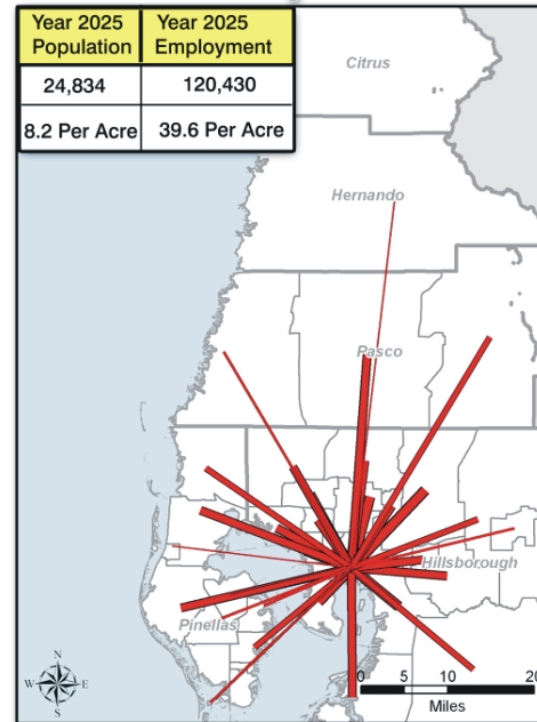 Year 2025 Population
Year 2025 Employment
24,834
120,430
8.2 Per Acre
39.6 Per Acre
Citrus
Hernando
Pasco
Hillsborough
Pinellas
N
W E
S
0 5 10 20
Miles